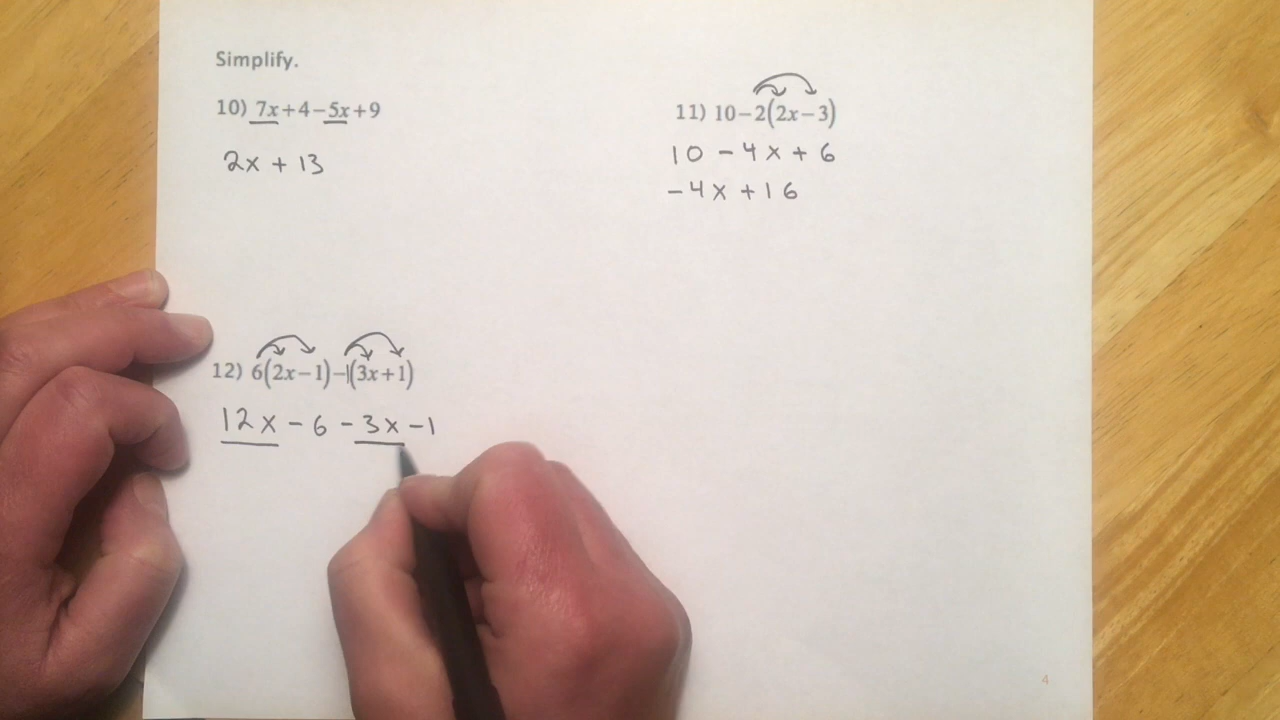 Simplify.
10) 7x+4−5x+9
2x + 13
11) 10−2(2x−3)
10 − 4x + 6
−4x + 16
12) 6(2x−1)−1(3x+1)
12x − 6 − 3x − 1
4